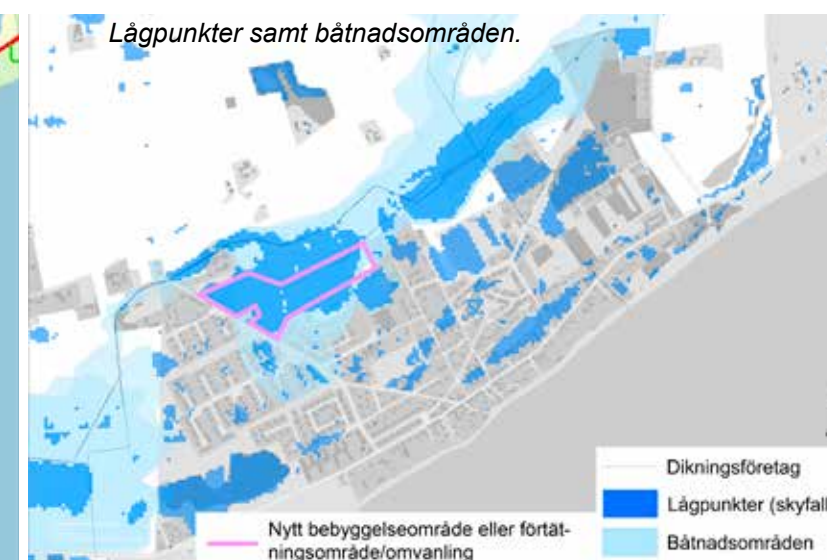 Lågpunkter samt båtnadsområden.
Dikningsföretag
Lågpunkter (skyfall
Båtnadsområden
Nytt bebyggelseområde eller förtät-
ningsområde/omvanling